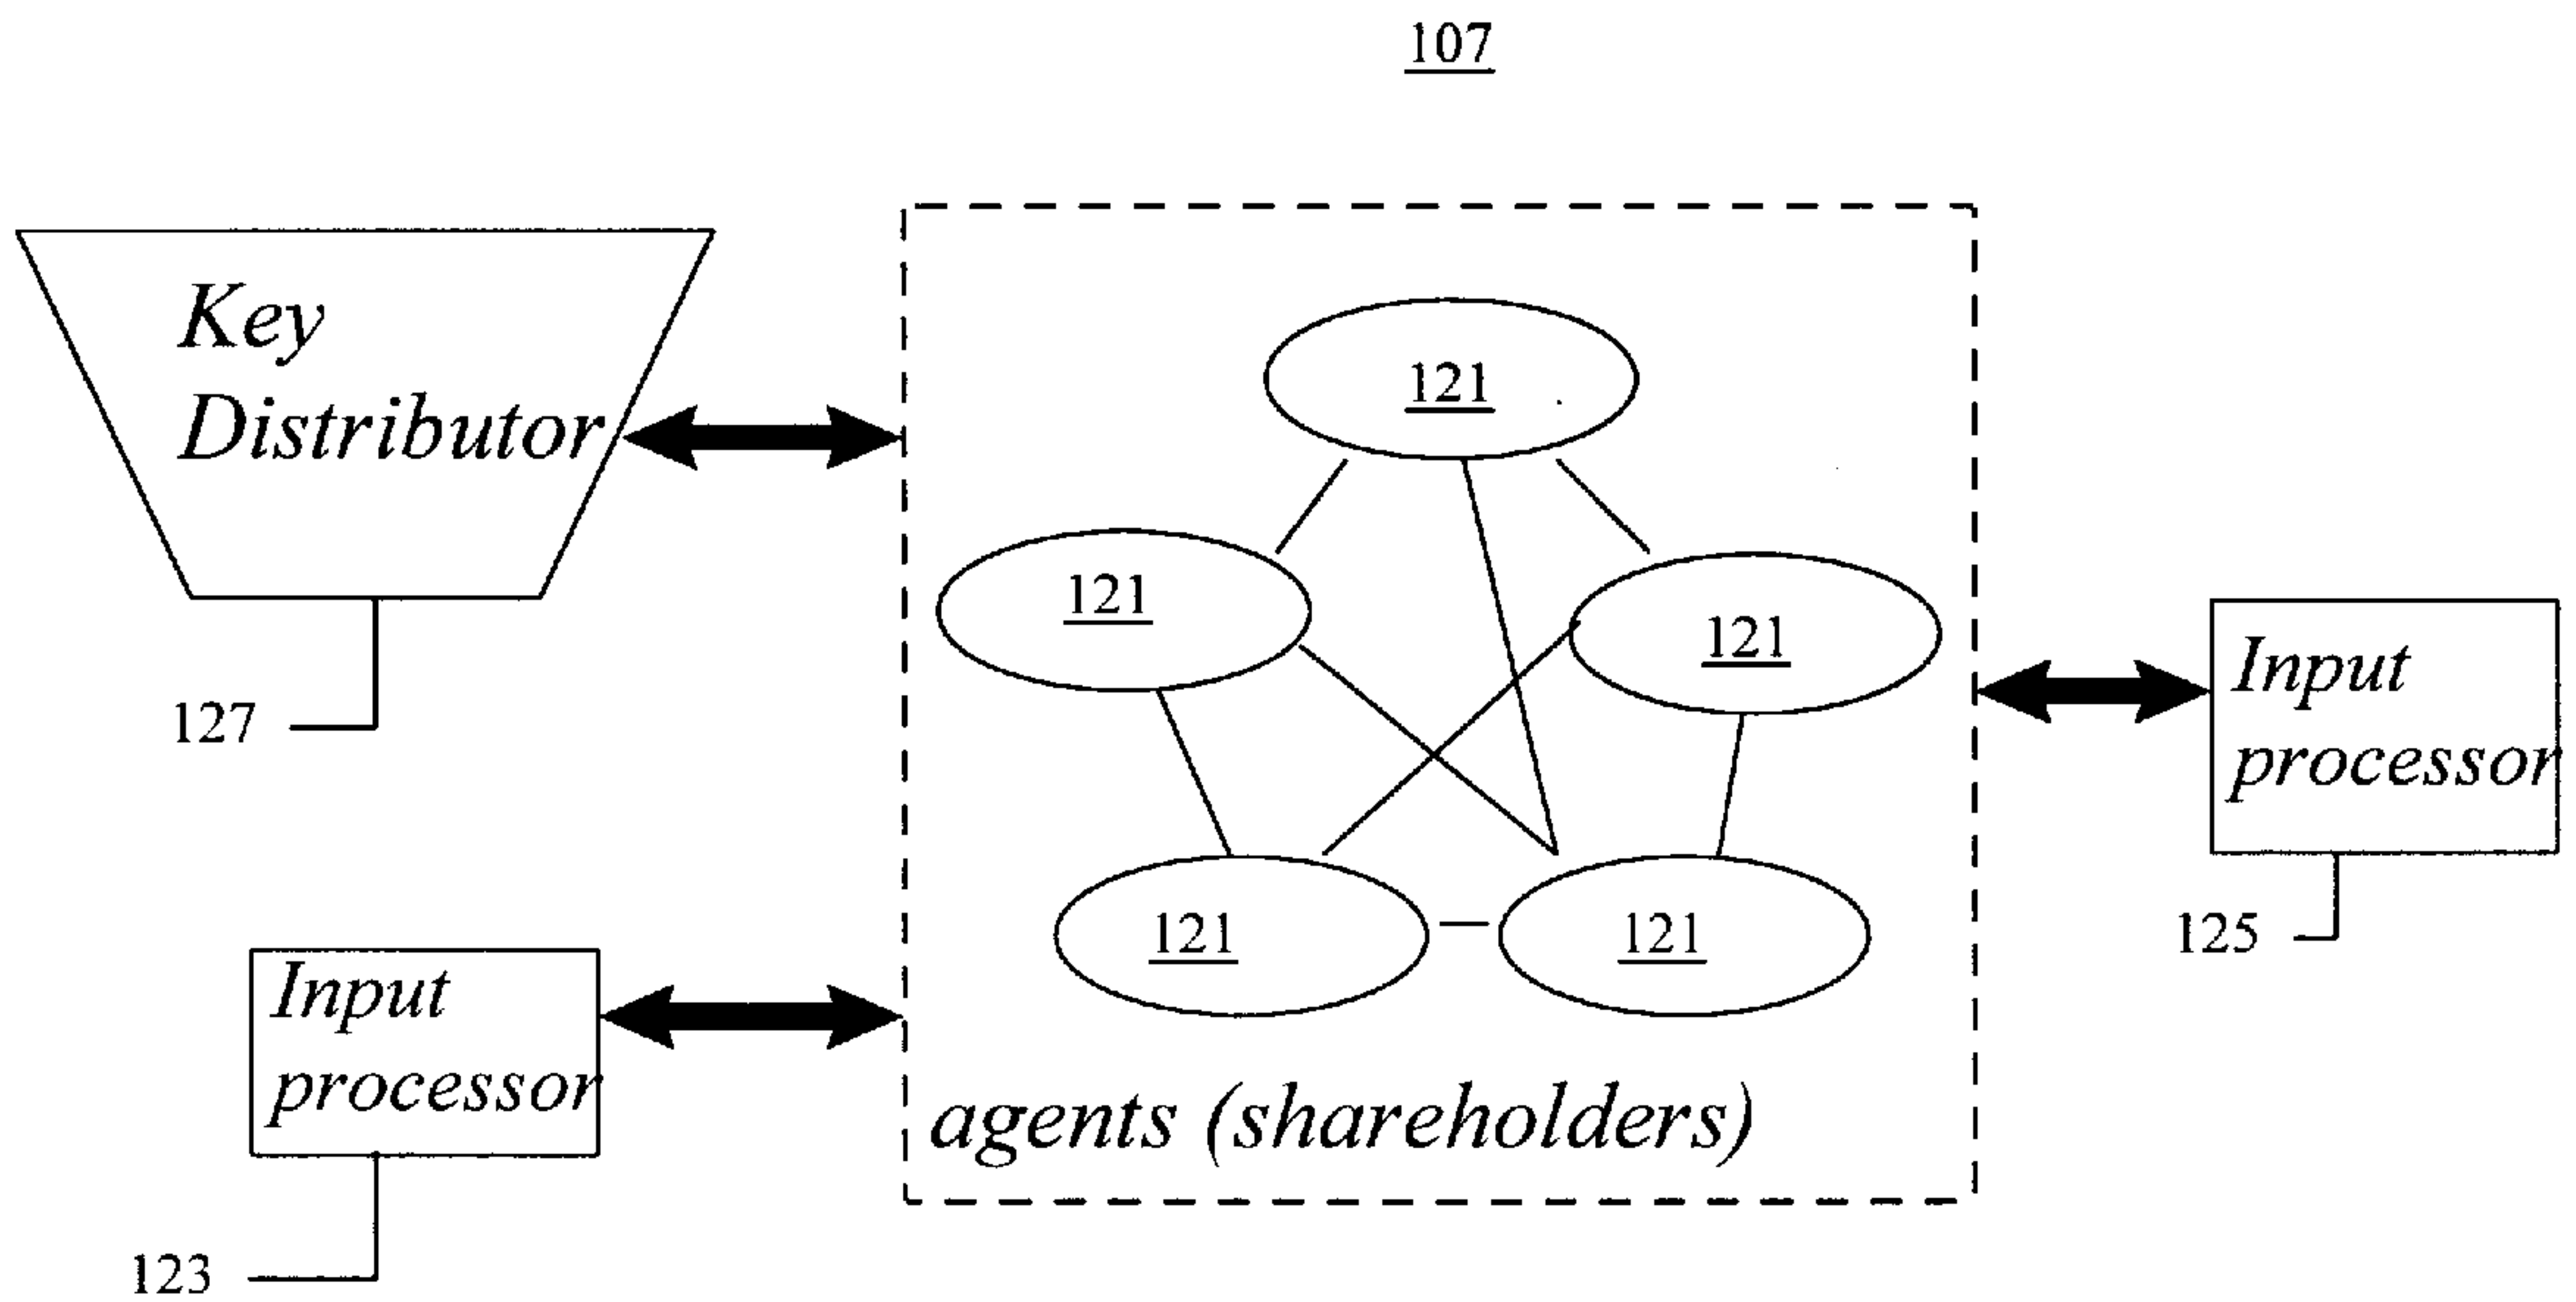 107
Key
Distributor
127
121
121
121
121
121
agents (shareholders)
Input
processor
125
Input
processor
123